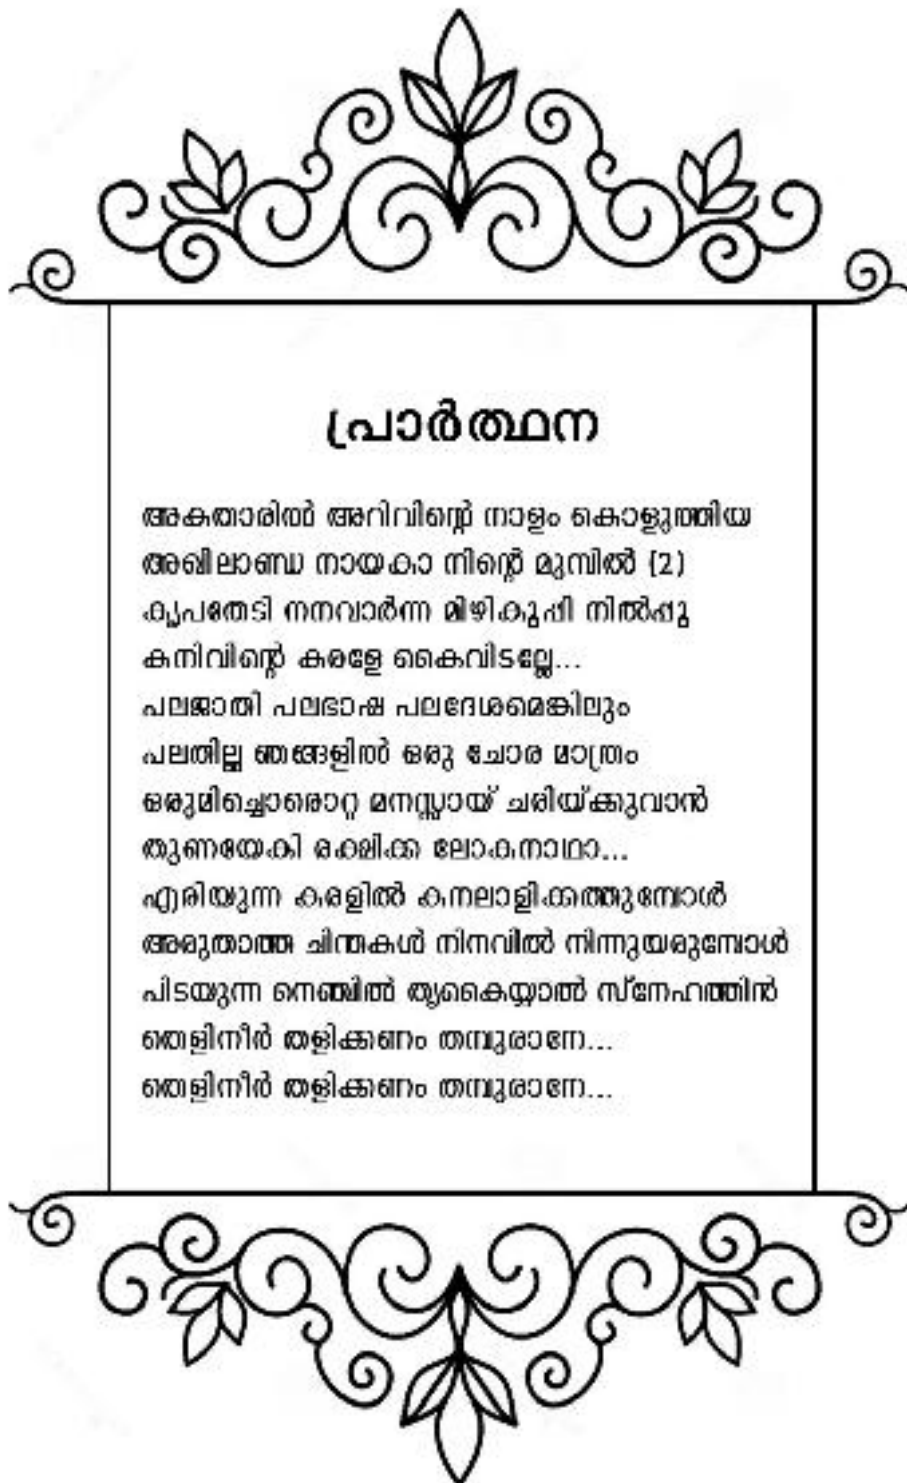 പ്രാർത്ഥന
അകതാരിൽ അറിവിന്റെ നാളം കൊളുത്തിയ
അഖിലാണ്ഡ നായകാ നിന്റെ മുമ്പിൽ (2)
കൃപതേടി നനവാർന്ന മിഴികൂപ്പി നിൽപ്പൂ
കനിവിന്റെ കരളേ കൈവിടല്ലേ...
പലജാതി പലഭാഷ പലദേശമെങ്കിലും
പലതില്ല ഞങ്ങളിൽ ഒരു ചോര മാത്രം
ഒരുമിച്ചൊരൊറ്റ മനസ്സായ് ചരിയ്ക്കുവാൻ
തുണയേകി രക്ഷിക്ക ലോകനാഥാ...
എരിയുന്ന കരളിൽ കനലാളിക്കത്തുമ്പോൾ
അരുതാത്ത ചിന്തകൾ നിനവിൽ നിന്നുയരുമ്പോൾ
പിടയുന്ന നെഞ്ചിൽ തൃകൈയ്യാൽ സ്നേഹത്തിൻ
തെളിനീർ തളിക്കണം തമ്പുരാനേ...
തെളിനീർ തളിക്കണം തമ്പുരാനേ...